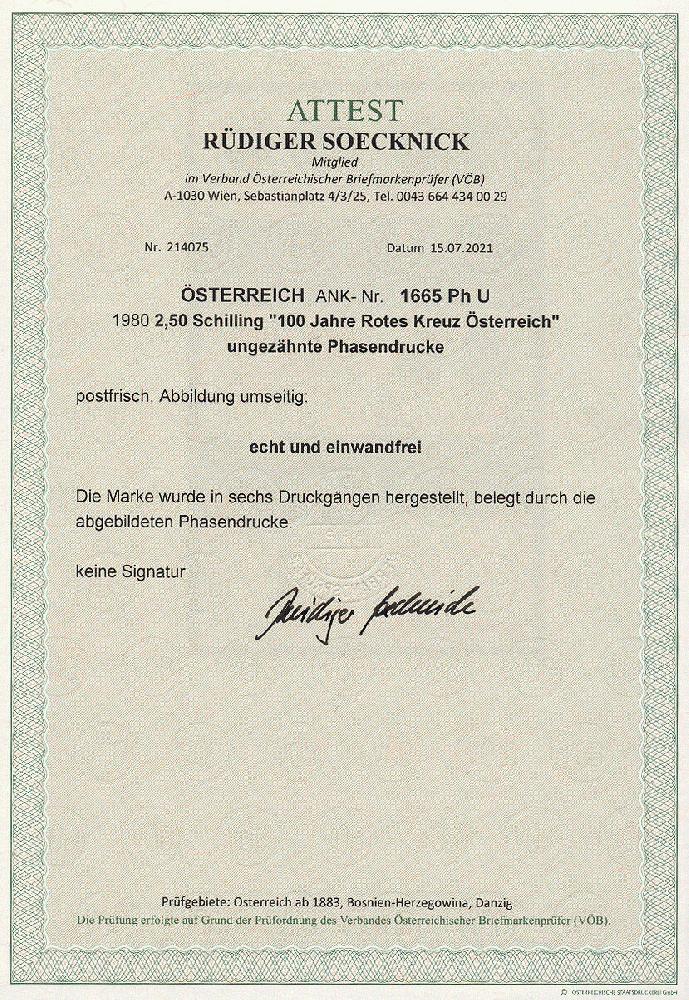 ATTEST
RÜDIGER SOECKNICK
Mitglied
im Verband Österreichischer Briefmarkenprüfer (VÖB)
A-1030 Wien, Sebastianplatz 4/3/25, Tel. 0043 664 434 00 29
Nr. 214075 Datum 15.07.2021
ÖSTERREICH ANK- Nr. 1665 Ph U
1980 2,50 Schilling "100 Jahre Rotes Kreuz Österreich"
ungezähnte Phasendrucke
postfrisch, Abbildung umseitig:
echt und einwandfrei
Die Marke wurde in sechs Druckgängen hergestellt, belegt durch die
abgebildeten Phasendrucke
keine Signatur
Prüfgebiete: Österreich ab 1883, Bosnien-Herzegowina, Danzig
Die Prüfung erfolgte auf Grund der Prüfordnung des Verbandes Österreichischer Briefmarkenprüfer (VÖB).
ÖSTERREICHISCHE STAATSDRUCKEREI GmbH